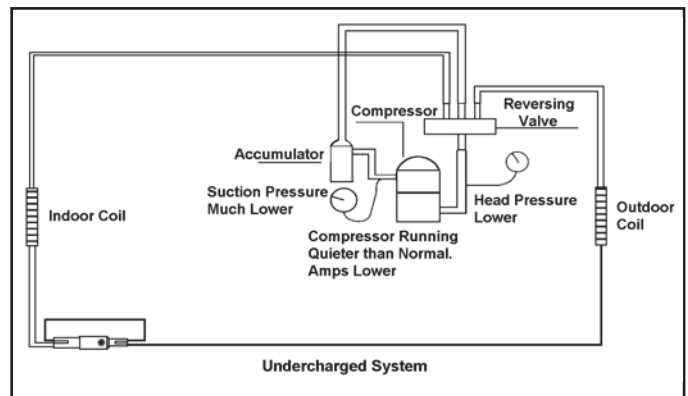 Compressor
Reversing
Valve
Accumulator
Suction Pressure
Much Lower
Head Pressure
Lower
Indoor Coil
Outdoor
Coil
Compressor Running
Quieter than Normal.
Amps Lower
Undercharged System